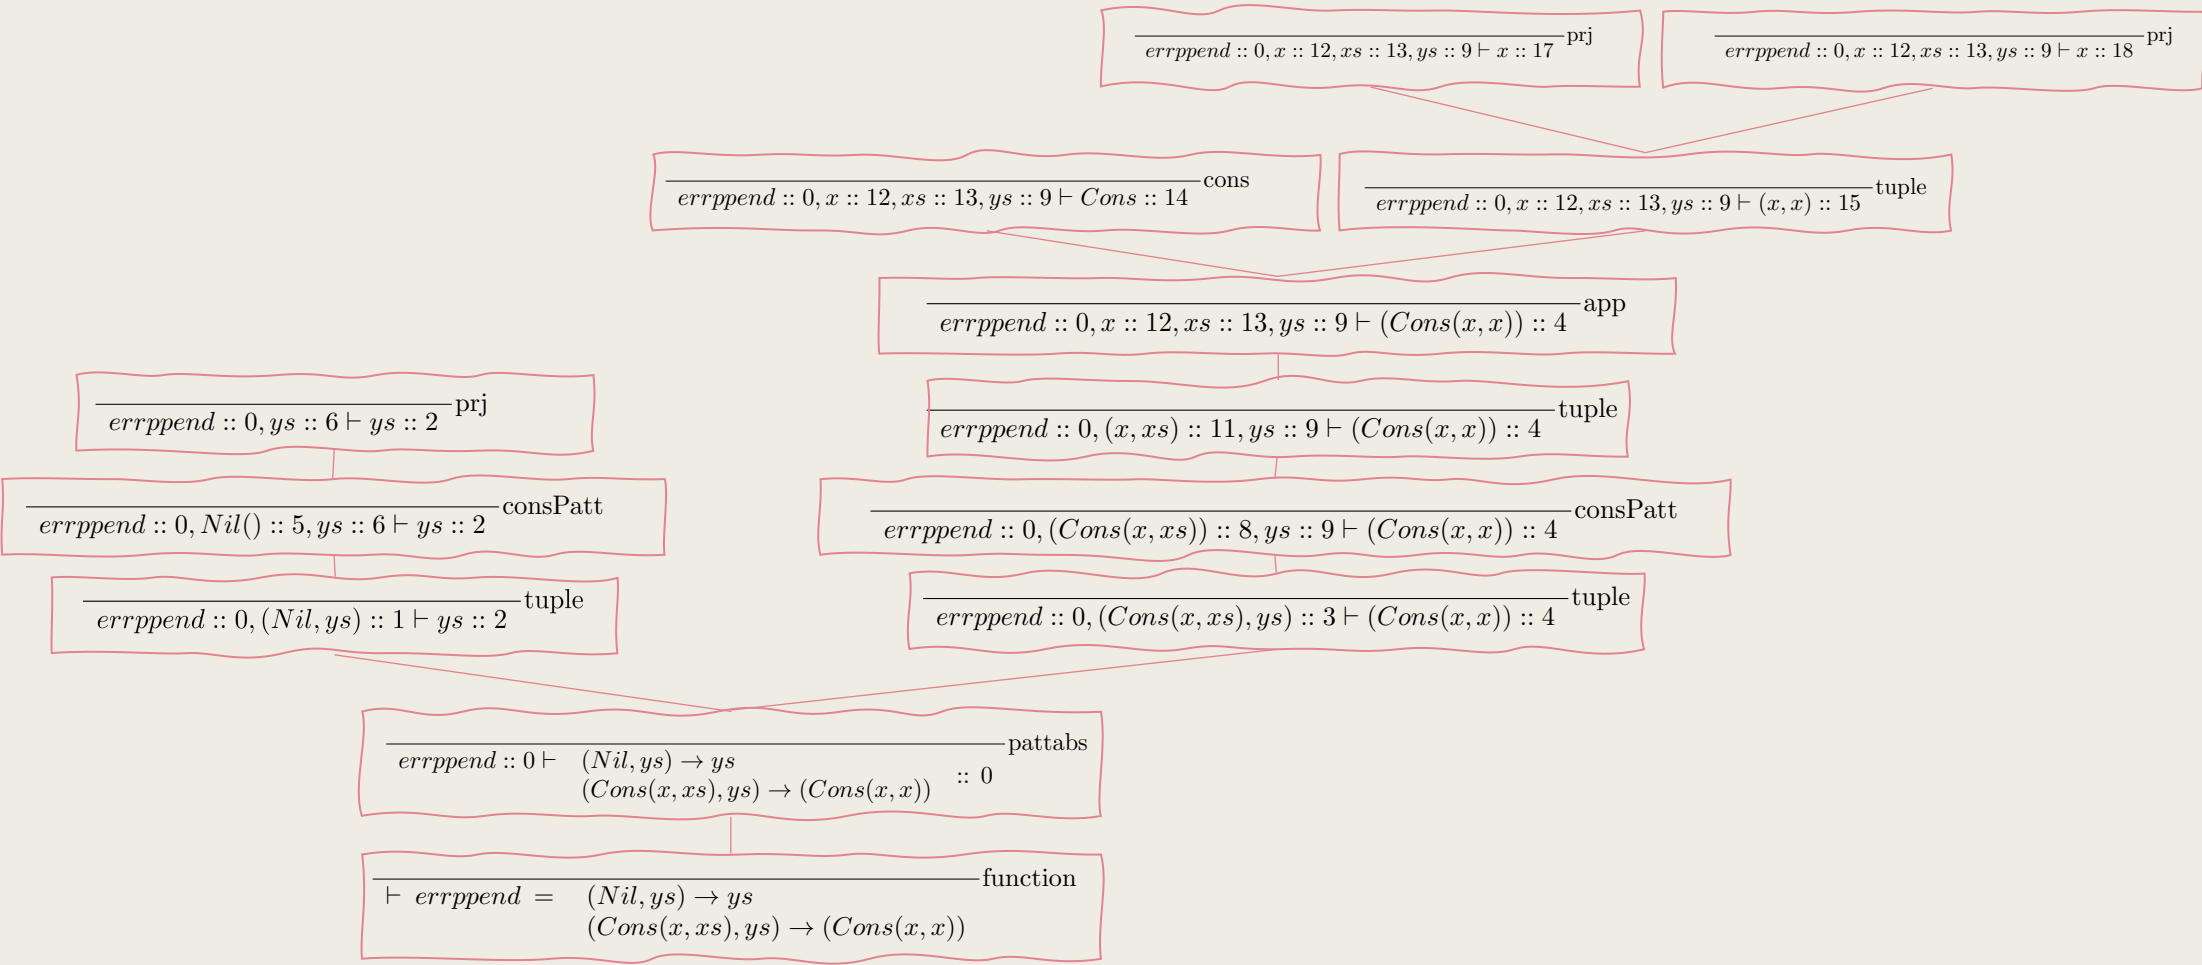 prj
errppend :: 0, x :: 12, xs :: 13, ys :: 9 ⊢ x :: 17
prj
errppend :: 0, x :: 12, xs :: 13, ys :: 9 ⊢ x :: 18
cons
errppend :: 0, x :: 12, xs :: 13, ys :: 9 ⊢ Cons :: 14
tuple
errppend :: 0, x :: 12, xs :: 13, ys :: 9 ⊢ (x, x) :: 15
app
errppend :: 0, x :: 12, xs :: 13, ys :: 9 ⊢ (Cons(x, x)) :: 4
prj
errppend :: 0, ys :: 6 ⊢ ys :: 2
tuple
errppend :: 0, (x, xs) :: 11, ys :: 9 ⊢ (Cons(x, x)) :: 4
consPatt
errppend :: 0, Nil() :: 5, ys :: 6 ⊢ ys :: 2
consPatt
errppend :: 0, (Cons(x, xs)) :: 8, ys :: 9 ⊢ (Cons(x, x)) :: 4
tuple
errppend :: 0, (Nil, ys) :: 1 ⊢ ys :: 2
tuple
errppend :: 0, (Cons(x, xs), ys) :: 3 ⊢ (Cons(x, x)) :: 4
pattabs
errppend :: 0 ⊢ (Nil, ys) → ys
(Cons(x, xs), ys) → (Cons(x, x)) :: 0
function
⊢ errppend = (Nil, ys) → ys
(Cons(x, xs), ys) → (Cons(x, x))